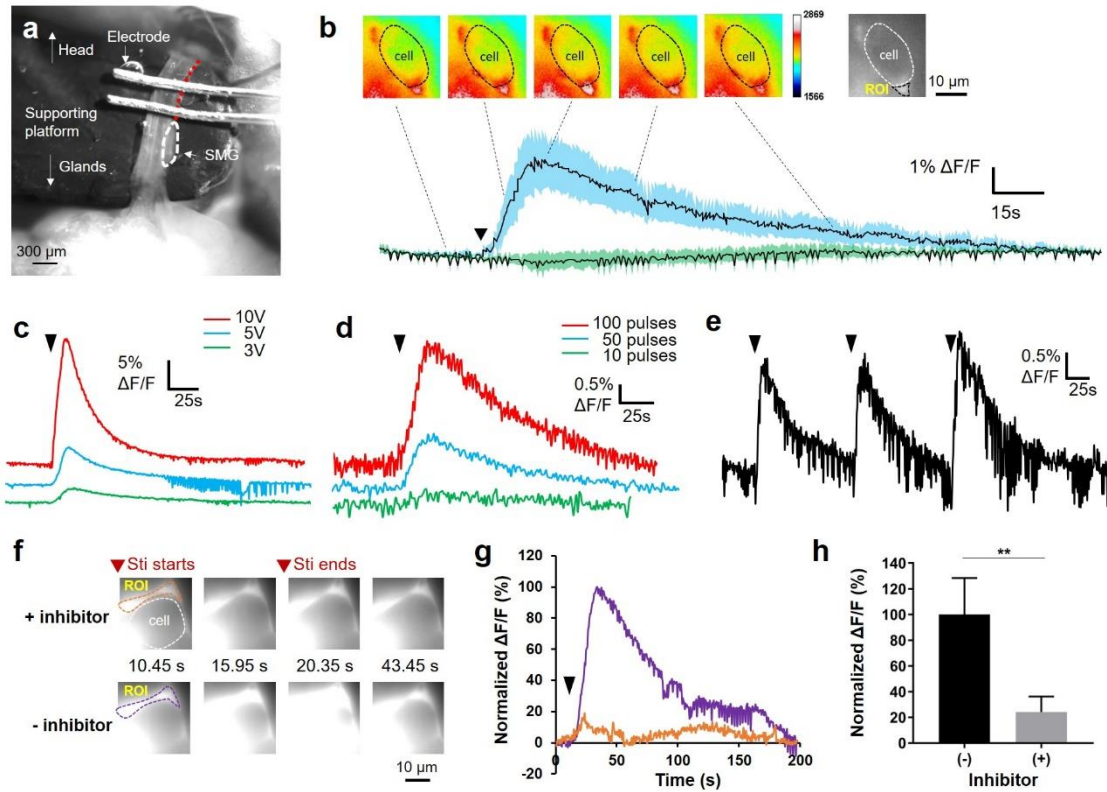 a
Head
Electrode
Supporting
platform
Glands
SMG
300 µm
b
cell
cell
cell
cell
cell
2869
1566
cell
ROI
10 µm
1% ΔF/F
15s
c
10V
5V
3V
5%
ΔF/F
25s
d
100 pulses
50 pulses
10 pulses
0.5%
ΔF/F
25s
e
0.5%
ΔF/F
25s
f
Sti starts
Sti ends
+ inhibitor
ROI
cell
10.45 s
15.95 s
20.35 s
43.45 s
- inhibitor
ROI
10 µm
g
Normalized ΔF/F (%)
120
100
80
60
40
20
0
-20
0
50
100
150
200
Time (s)
h
**
Normalized ΔF/F (%)
140
120
100
80
60
40
20
0
(-)
(+)
Inhibitor